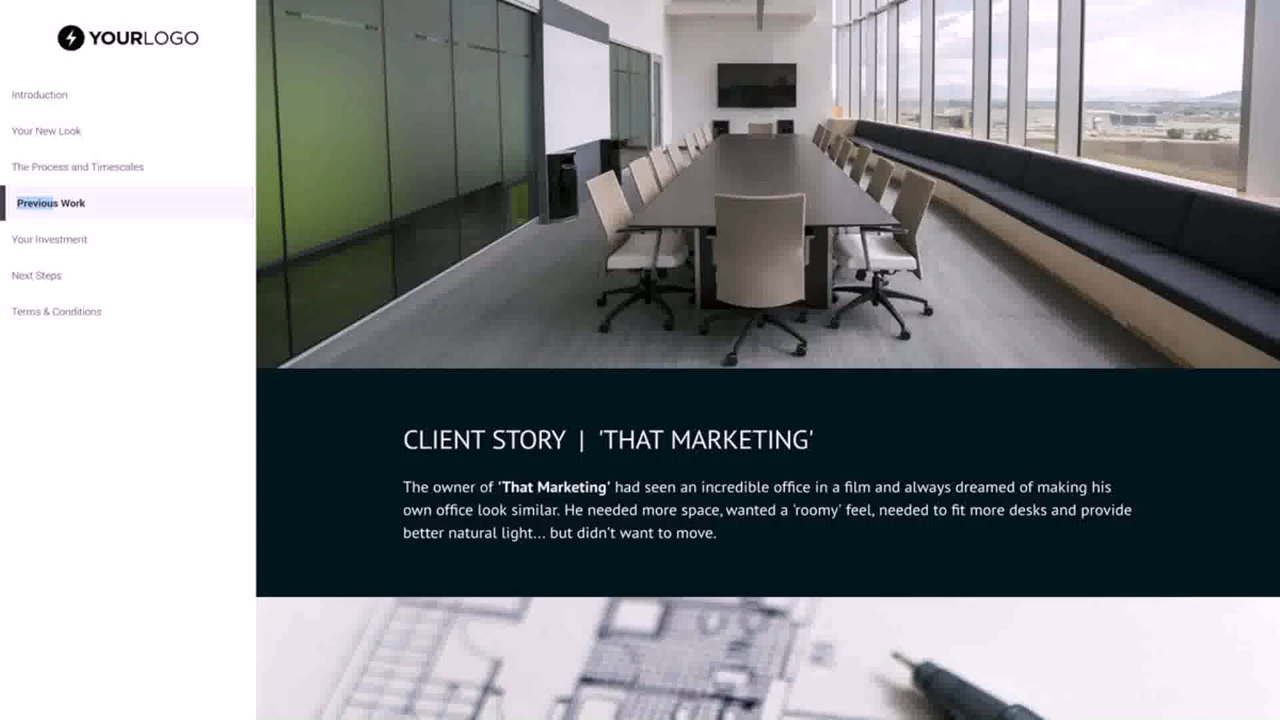 YOURLOGO
Introduction
Your New Look
The Process and Timescales
Previous Work
Your Investment
Next Steps
Terms & Conditions
CLIENT STORY | 'THAT MARKETING'
The owner of 'That Marketing' had seen an incredible office in a film and always dreamed of making his
own office look similar. He needed more space, wanted a 'roomy' feel, needed to fit more desks and provide
better natural light... but didn't want to move.